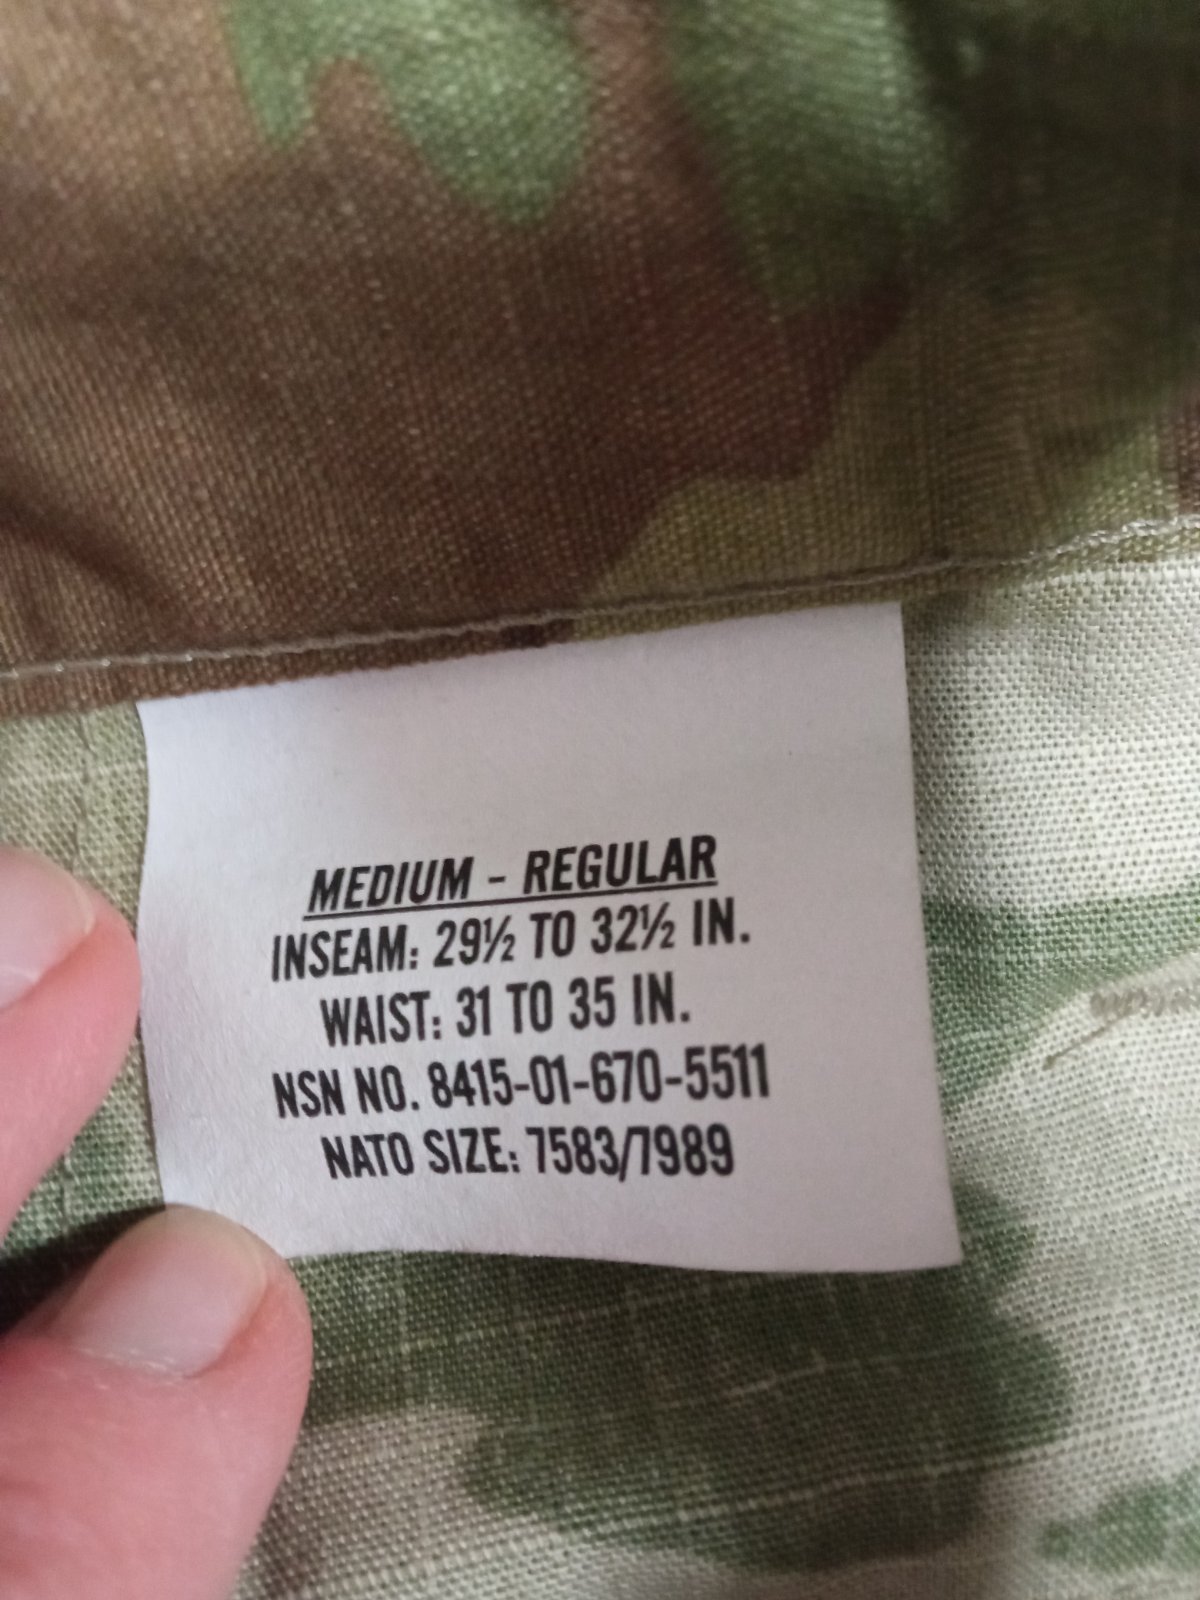 MEDIUM - REGULAR
INSEAM: 29½ TO 32½ IN.
WAIST: 31 TO 35 IN.
NSN NO. 8415-01-670-5511
NATO SIZE: 7583/7989